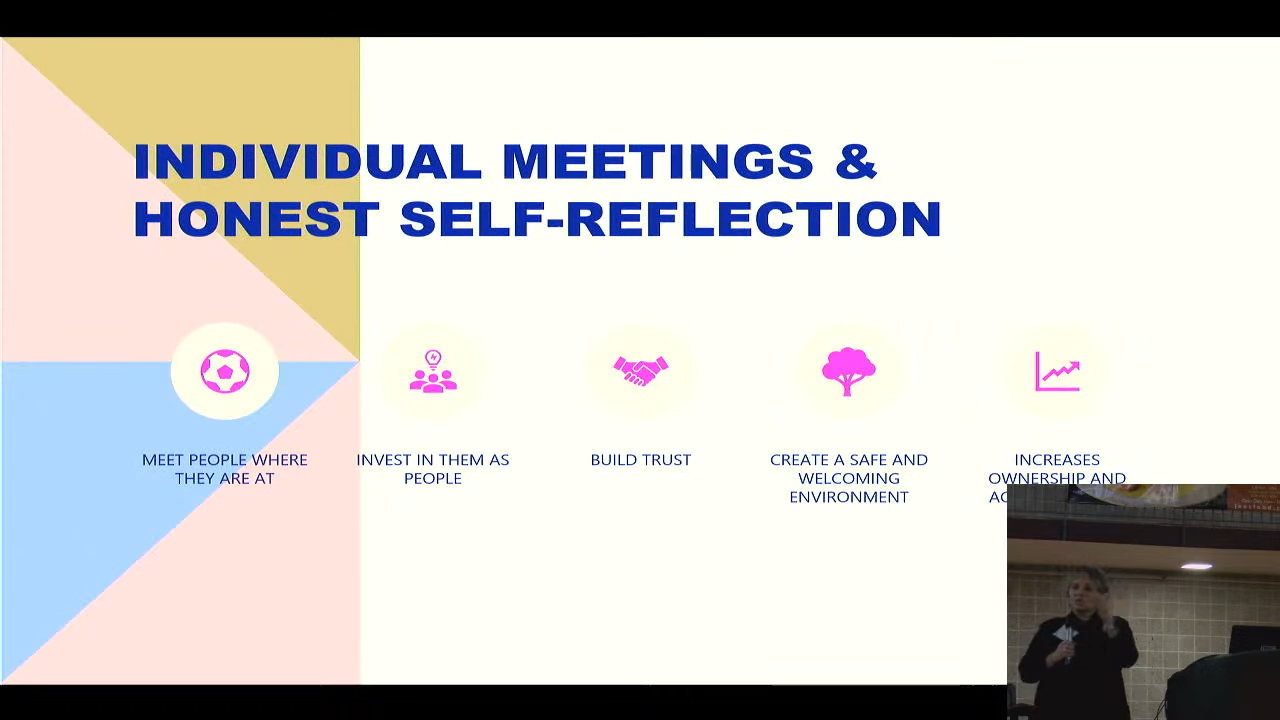 INDIVIDUAL MEETINGS &
HONEST SELF-REFLECTION
MEET PEOPLE WHERE
THEY ARE AT
INVEST IN THEM AS
PEOPLE
BUILD TRUST
CREATE A SAFE AND
WELCOMING
ENVIRONMENT
INCREASES
OWNERSHIP AND